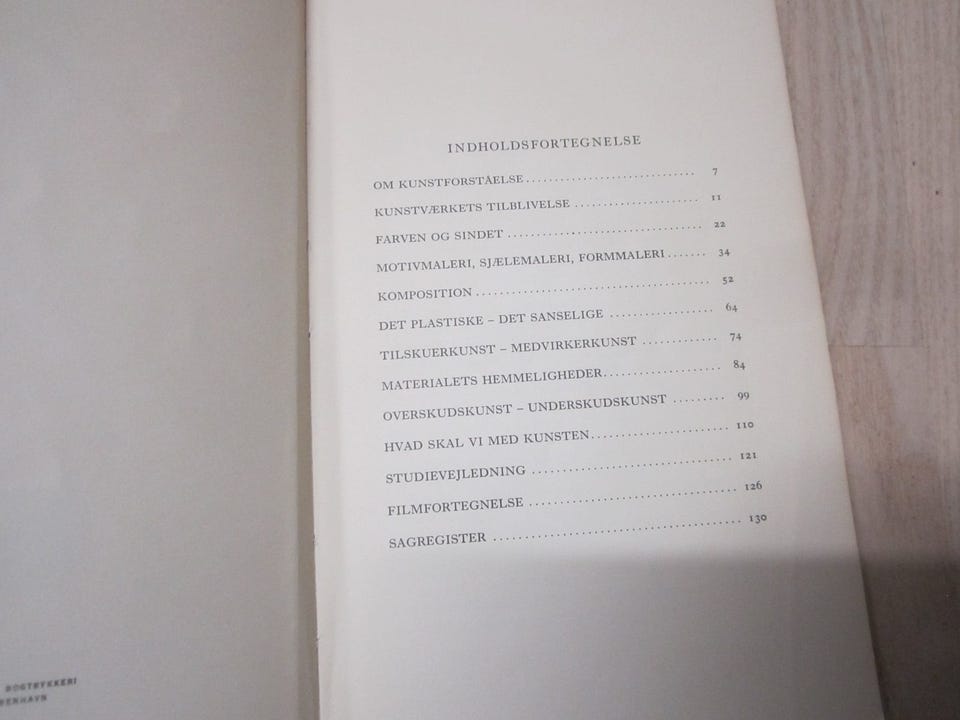 BOGTRYKKERI
INDHOLDSFORTEGNELSE
OM KUNSTFORSTÅELSE .............................. 7
KUNSTVÆRKETS TILBLIVELSE ..................... 11
FARVEN OG SINDET ................................. 22
MOTIVMALERI, SJÆLEMALERI, FORMMALERI ....... 34
KOMPOSITION ........................................ 52
DET PLASTISKE – DET SANSELIGE .................. 64
TILSKUERKUNST – MEDVIRKERKUNST ............. 74
MATERIALETS HEMMELIGHEDER .................... 84
OVERSKUDSKUNST – UNDERSKUDSKUNST ......... 99
HVAD SKAL VI MED KUNSTEN ........................ 110
STUDIEVEJLEDNING .................................. 121
FILMFORTEGNELSE ................................... 126
SAGREGISTER ......................................... 130